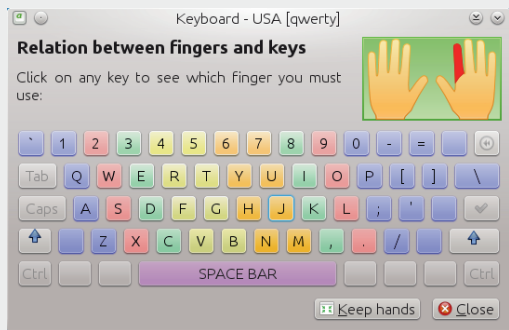 Keyboard - USA [qwerty]
Relation between fingers and keys
Click on any key to see which finger you must
use:
` 1 2 3 4 5 6 7 8 9 0 - =
Tab Q W E R T Y U I O P [ ] \
Caps A S D F G H J K L ; '
Z X C V B N M , . /
Ctrl SPACE BAR Ctrl
Keep hands Close